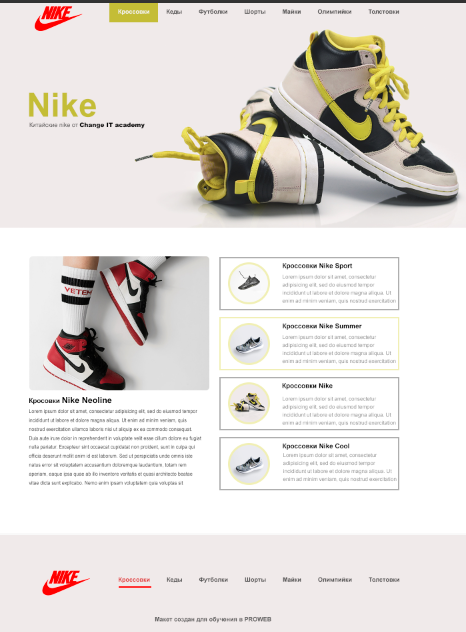 NIKE
Кроссовки Кеды Футболки Шорты Майки Олимпийки Толстовки
Nike
Китайские nike от Change IT academy
VETEM
Кроссовки Nike Sport
Lorem ipsum dolor sit amet, consectetur
adipisicing elit, sed do eiusmod tempor
incididunt ut labore et dolore magna aliqua. Ut
enim ad minim veniam, quis nostrud exercitation
Кроссовки Nike Summer
Lorem ipsum dolor sit amet, consectetur
adipisicing elit, sed do eiusmod tempor
incididunt ut labore et dolore magna aliqua. Ut
enim ad minim veniam, quis nostrud exercitation
Кроссовки Nike
Lorem ipsum dolor sit amet, consectetur
adipisicing elit, sed do eiusmod tempor
incididunt ut labore et dolore magna aliqua. Ut
enim ad minim veniam, quis nostrud exercitation
Кроссовки Nike Cool
Lorem ipsum dolor sit amet, consectetur
adipisicing elit, sed do eiusmod tempor
incididunt ut labore et dolore magna aliqua. Ut
enim ad minim veniam, quis nostrud exercitation
Кросовки Nike Neoline
Lorem ipsum dolor sit amet, consectetur adipisicing elit, sed do eiusmod tempor
incididunt ut labore et dolore magna aliqua. Ut enim ad minim veniam, quis
nostrud exercitation ullamco laboris nisi ut aliquip ex ea commodo consequat.
Duis aute irure dolor in reprehenderit in voluptate velit esse cillum dolore eu fugiat
nulla pariatur. Excepteur sint occaecat cupidatat non proident, sunt in culpa qui
officia deserunt mollit anim id est laborum. Sed ut perspiciatis unde omnis iste
natus error sit voluptatem accusantium doloremque laudantium, totam rem
aperiam, eaque ipsa quae ab illo inventore veritatis et quasi architecto beatae
vitae dicta sunt explicabo. Nemo enim ipsam voluptatem quia voluptas sit
NIKE
Кроссовки Кеды Футболки Шорты Майки Олимпийки Толстовки
Макет создан для обучения в PROWEB